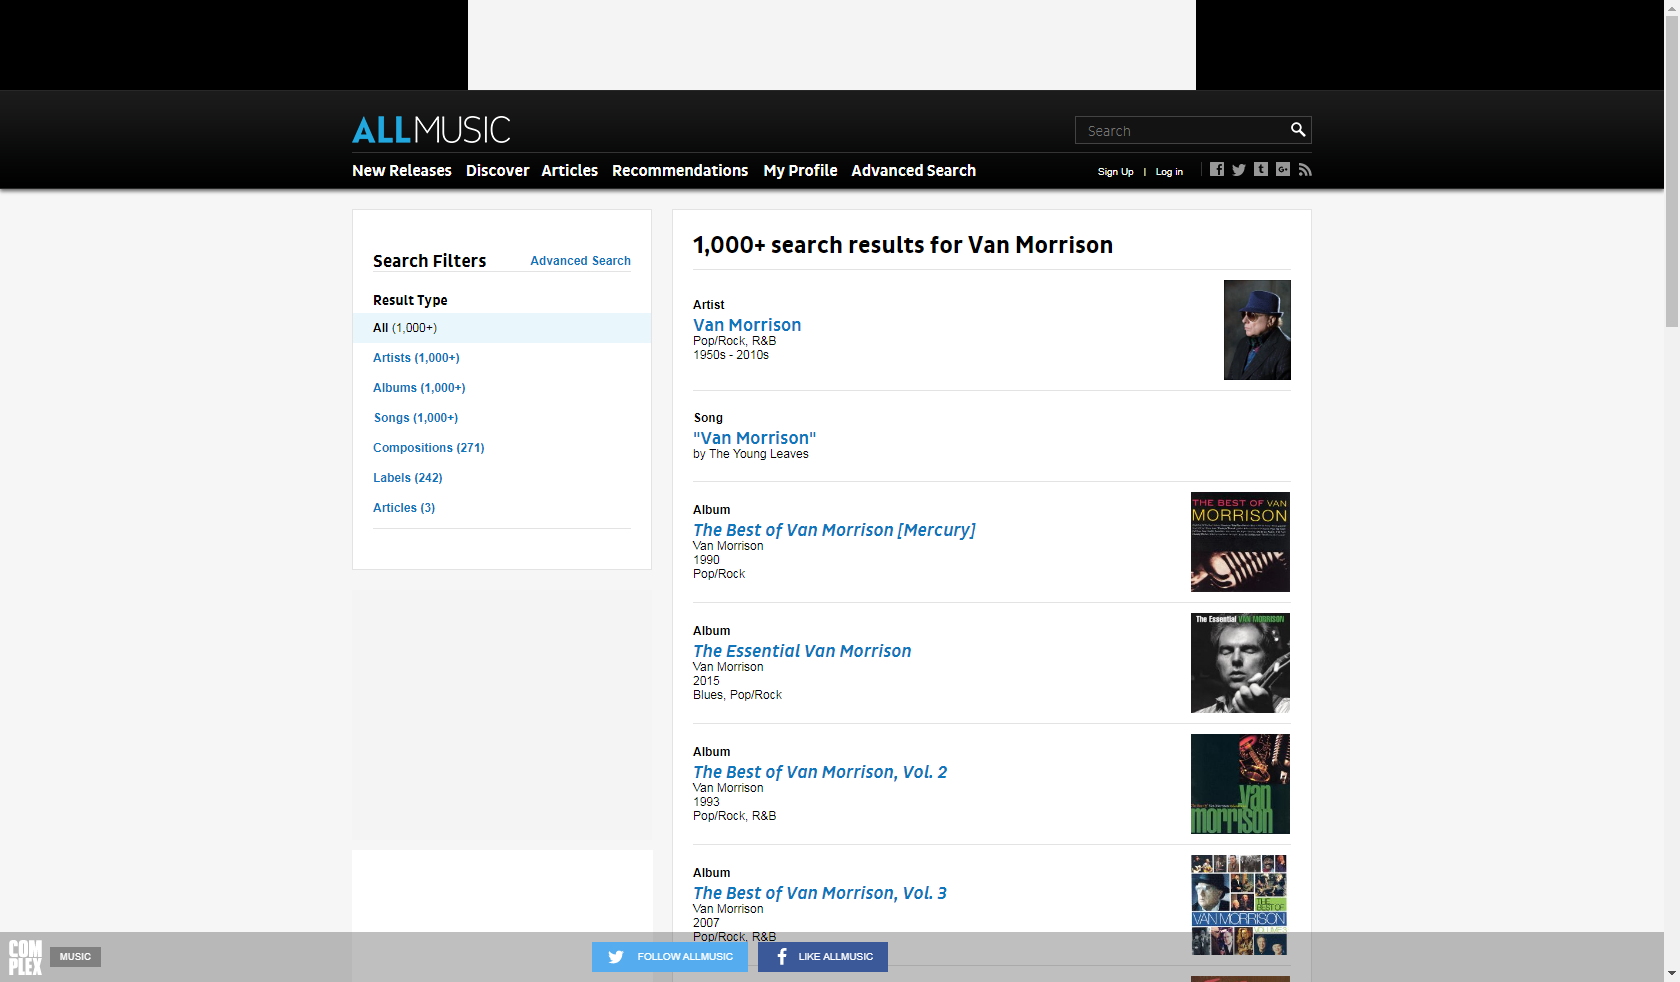 ALLMUSIC
Search
New Releases Discover Articles Recommendations My Profile Advanced Search
Sign Up | Log in
Search Filters
Advanced Search
Result Type
All (1,000+)
Artists (1,000+)
Albums (1,000+)
Songs (1,000+)
Compositions (271)
Labels (242)
Articles (3)
1,000+ search results for Van Morrison
Artist
Van Morrison
Pop/Rock, R&B
1950s - 2010s
Song
"Van Morrison"
by The Young Leaves
Album
The Best of Van Morrison [Mercury]
Van Morrison
1990
Pop/Rock
THE BEST OF VAN
MORRISON
Album
The Essential Van Morrison
Van Morrison
2015
Blues, Pop/Rock
The Essential VAN MORRISON
Album
The Best of Van Morrison, Vol. 2
Van Morrison
1993
Pop/Rock, R&B
van
morrison
Album
The Best of Van Morrison, Vol. 3
Van Morrison
2007
Pop/Rock, R&B
THE
BEST OF
VAN MORRISON
COMPLEX
MUSIC
FOLLOW ALLMUSIC
LIKE ALLMUSIC